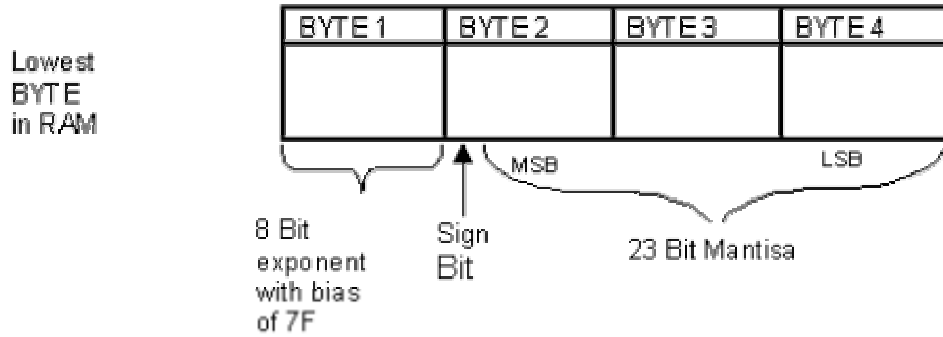 BYTE 1 BYTE 2 BYTE 3 BYTE 4
Lowest
BYTE
in RAM
MSB LSB
8 Bit
exponent
with bias
of 7F
Sign
Bit
23 Bit Mantisa